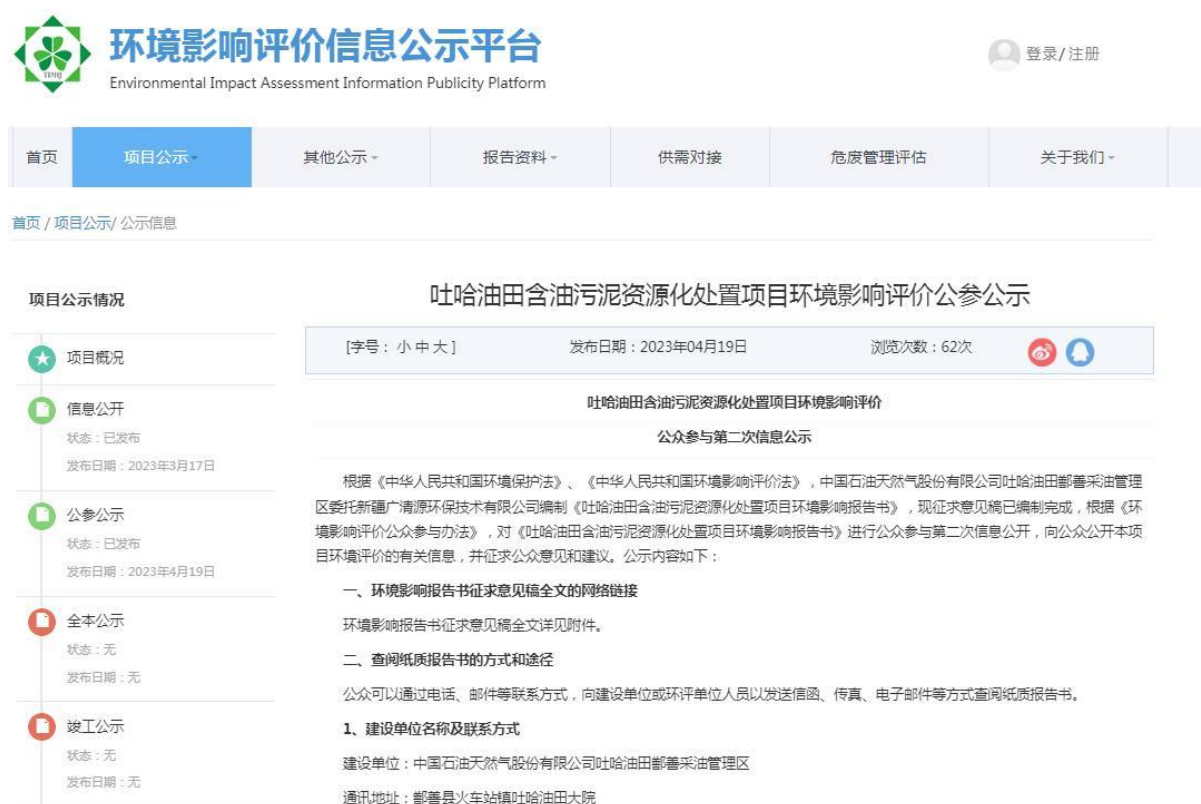 环境影响评价信息公示平台
Environmental Impact Assessment Information Publicity Platform
登录/注册
首页 项目公示 其他公示 报告资料 供需对接 危废管理评估 关于我们
首页 / 项目公示/ 公示信息
项目公示情况
项目概况
信息公开
状态：已发布
发布日期：2023年3月17日
公参公示
状态：已发布
发布日期：2023年4月19日
全本公示
状态：无
发布日期：无
竣工公示
状态：无
发布日期：无
吐哈油田含油污泥资源化处置项目环境影响评价公参公示
[字号： 小 中 大 ] 发布日期：2023年04月19日 浏览次数：62次
吐哈油田含油污泥资源化处置项目环境影响评价
公众参与第二次信息公示
根据《中华人民共和国环境保护法》、《中华人民共和国环境影响评价法》，中国石油天然气股份有限公司吐哈油田鄯善采油管理
区委托新疆广清源环保技术有限公司编制《吐哈油田含油污泥资源化处置项目环境影响报告书》，现征求意见稿已编制完成，根据《环
境影响评价公众参与办法》，对《吐哈油田含油污泥资源化处置项目环境影响报告书》进行公众参与第二次信息公开，向公众公开本项
目环境评价的有关信息，并征求公众意见和建议。公示内容如下：
一、环境影响报告书征求意见稿全文的网络链接
环境影响报告书征求意见稿全文详见附件。
二、查阅纸质报告书的方式和途径
公众可以通过电话、邮件等联系方式，向建设单位或环评单位人员以发送信函、传真、电子邮件等方式查阅纸质报告书。
1、建设单位名称及联系方式
建设单位：中国石油天然气股份有限公司吐哈油田鄯善采油管理区
通讯地址：鄯善县火车站镇吐哈油田大院